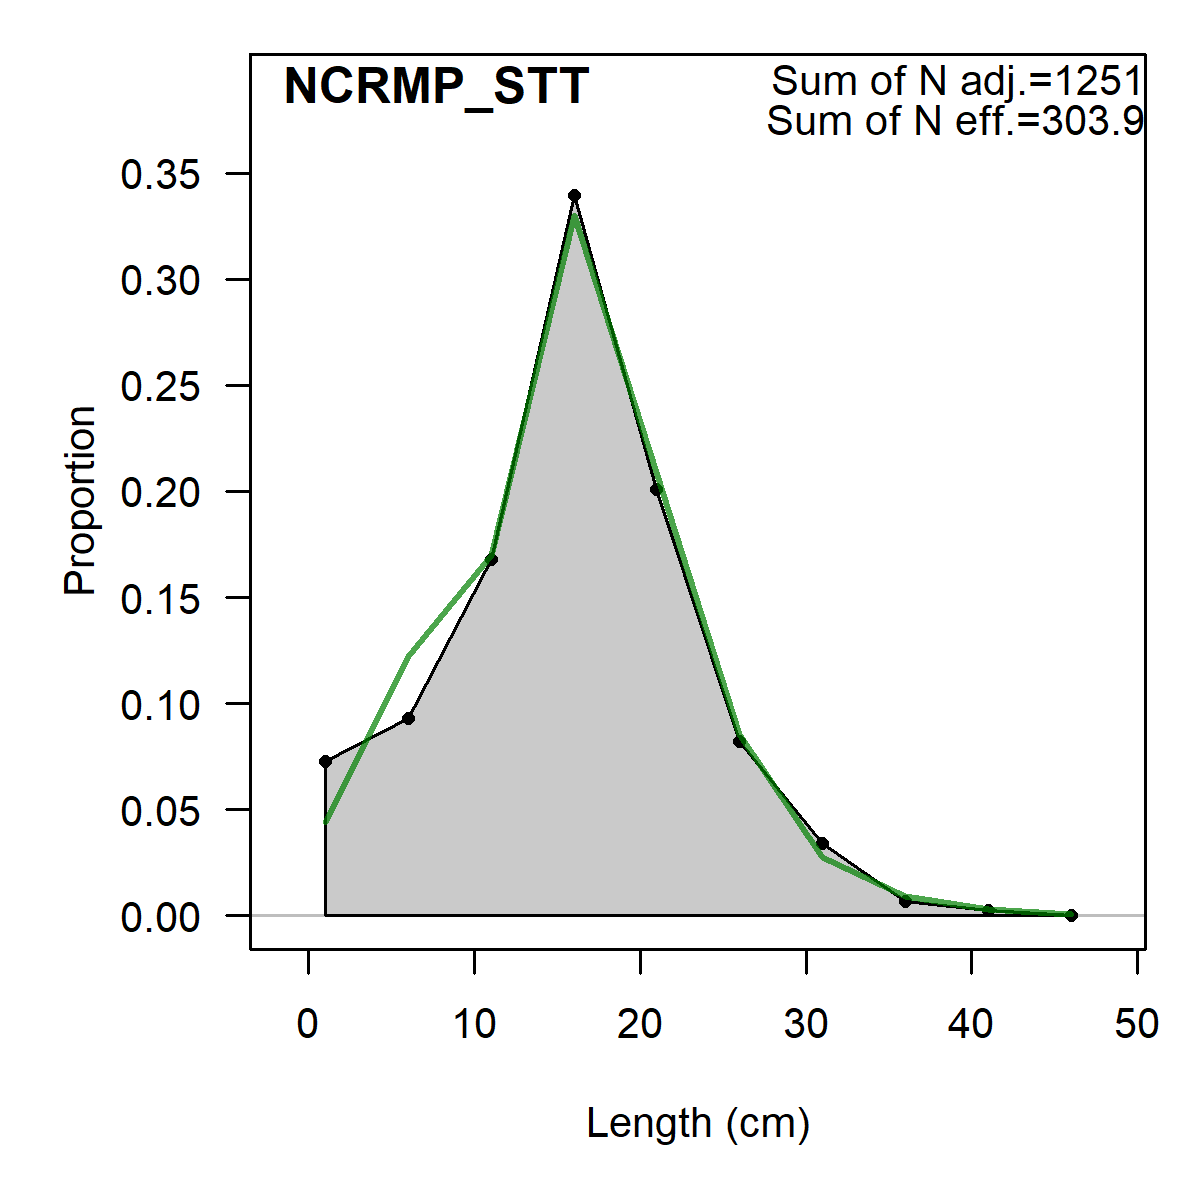 NCRMP_STT
Sum of N adj.=1251
Sum of N eff.=303.9
Proportion
0.35
0.30
0.25
0.20
0.15
0.10
0.05
0.00
0 10 20 30 40 50
Length (cm)